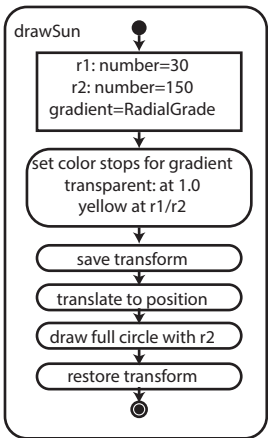 drawSun
r1: number=30
r2: number=150
gradient=RadialGrade
set color stops for gradient
transparent: at 1.0
yellow at r1/r2
save transform
translate to position
draw full circle with r2
restore transform